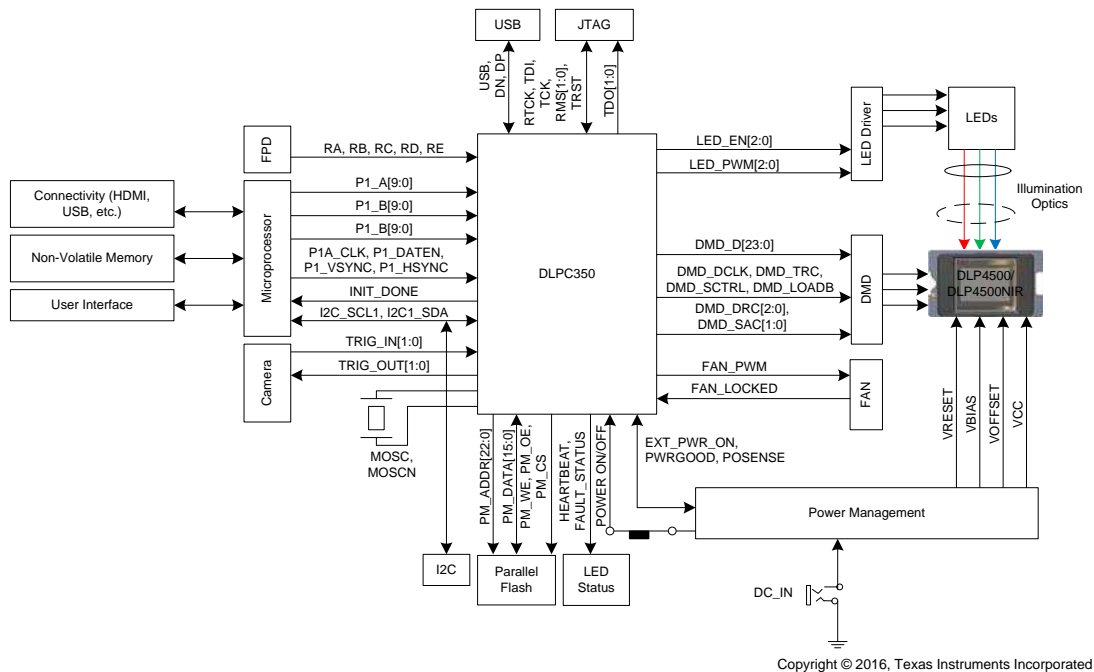 USB
JTAG
USB,
DN, DP
RTCK, TDI,
TCK,
RMS[1:0],
TRST
TDO[1:0]
FPD
RA, RB, RC, RD, RE
LED_EN[2:0]
LED_PWM[2:0]
LED Driver
LEDs
Illumination
Optics
Connectivity (HDMI,
USB, etc.)
Non-Volatile Memory
User Interface
Microprocessor
P1_A[9:0]
P1_B[9:0]
P1_B[9:0]
P1A_CLK, P1_DATEN,
P1_VSYNC, P1_HSYNC
INIT_DONE
I2C_SCL1, I2C1_SDA
DLPC350
DMD_D[23:0]
DMD_DCLK, DMD_TRC,
DMD_SCTRL, DMD_LOADB
DMD_DRC[2:0],
DMD_SAC[1:0]
DMD
DLP4500/
DLP4500NIR
Camera
TRIG_IN[1:0]
TRIG_OUT[1:0]
FAN_PWM
FAN_LOCKED
FAN
VRESET
VBIAS
VOFFSET
VCC
MOSC,
MOSCN
PM_ADDR[22:0]
PM_DATA[15:0]
PM_WE, PM_OE,
PM_CS
HEARTBEAT,
FAULT_STATUS
POWER ON/OFF
EXT_PWR_ON,
PWRGOOD, POSENSE
Power Management
I2C
Parallel
Flash
LED
Status
DC_IN
Copyright © 2016, Texas Instruments Incorporated